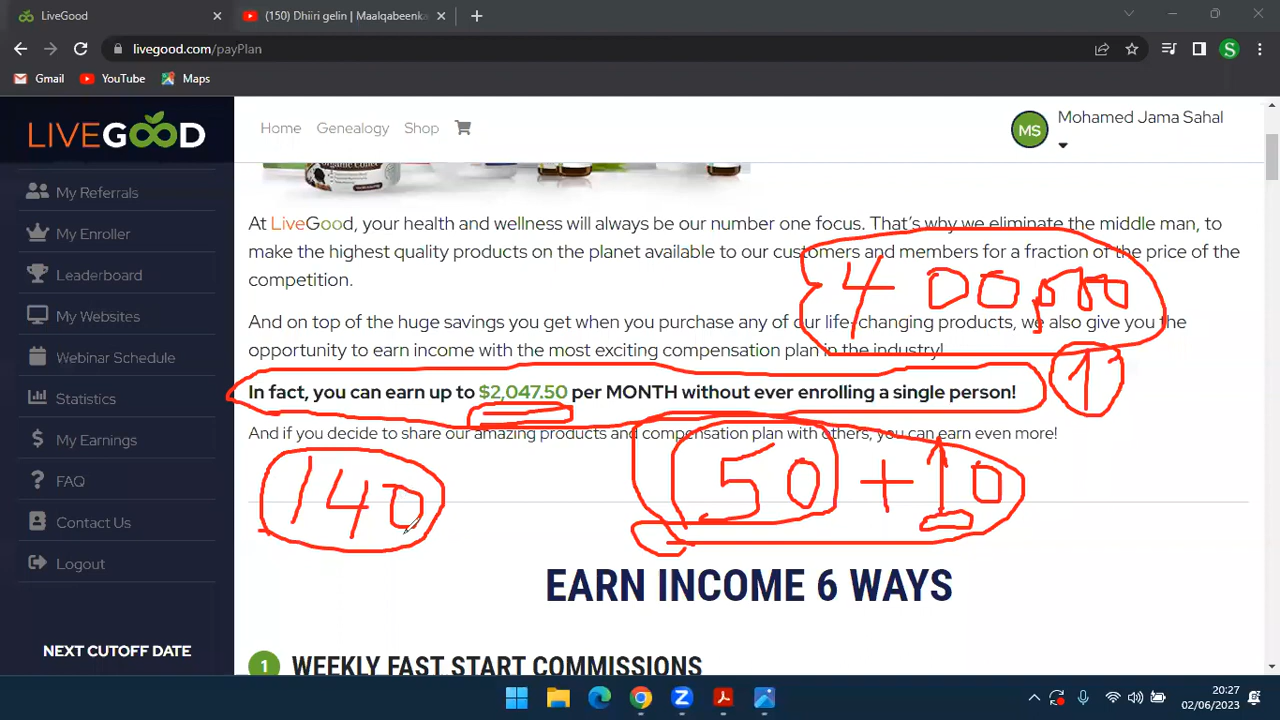 LiveGood
(150) Dhiiri gelin | Maalqabeenka
livegood.com/payPlan
S
Gmail
YouTube
Maps
LIVEGOOD
Home
Genealogy
Shop
MS
Mohamed Jama Sahal
My Referrals
My Enroller
Leaderboard
My Websites
Webinar Schedule
Statistics
My Earnings
FAQ
Contact Us
Logout
NEXT CUTOFF DATE
At LiveGood, your health and wellness will always be our number one focus. That's why we eliminate the middle man, to
make the highest quality products on the planet available to our customers and members for a fraction of the price of the
competition.
400,000
And on top of the huge savings you get when you purchase any of our life-changing products, we also give you the
opportunity to earn income with the most exciting compensation plan in the industry!
1
In fact, you can earn up to $2,047.50 per MONTH without ever enrolling a single person!
And if you decide to share our amazing products and compensation plan with others, you can earn even more!
140
50 + 10
EARN INCOME 6 WAYS
1 WEEKLY FAST START COMMISSIONS
20:27
02/06/2023